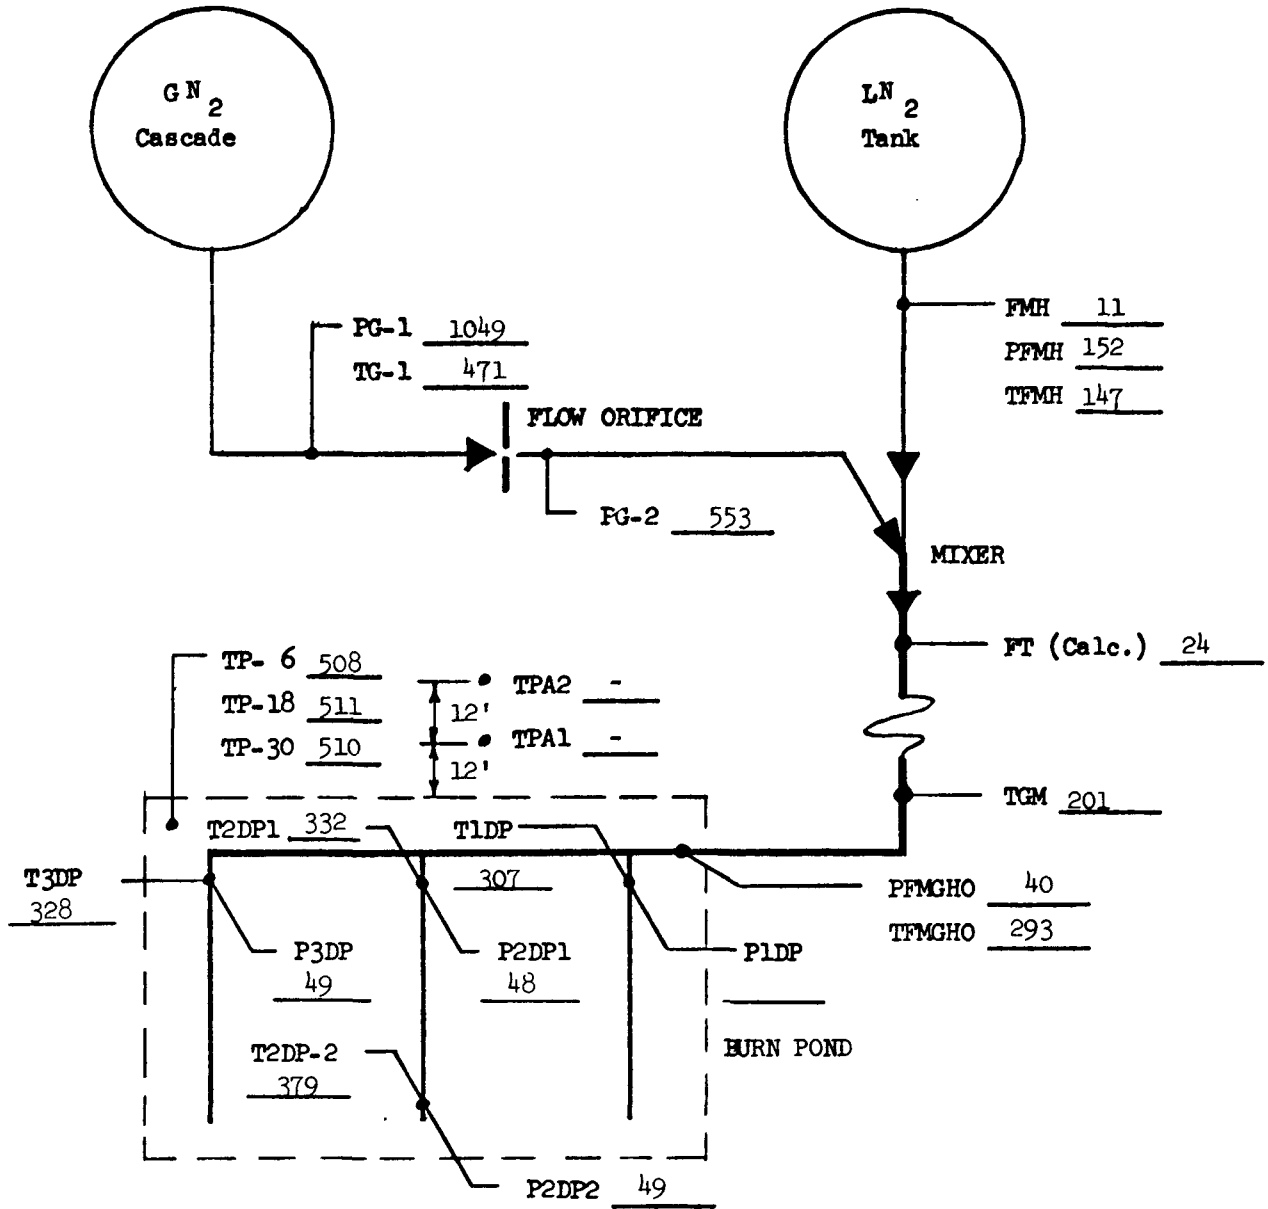 GN2
Cascade
LN2
Tank
PG-1 1049
TG-1 471
FMH 11
PFMH 152
TFMH 147
FLOW ORIFICE
PG-2 553
MIXER
FT (Calc.) 24
TP- 6 508
TP-18 511
TP-30 510
TPA2 -
12'
TPA1 -
12'
TGM 201
T2DP1 332
T1DP
307
T3DP
328
PFMGHO 40
TFMGHO 293
P3DP
49
P2DP1
48
P1DP
BURN POND
T2DP-2
379
P2DP2 49